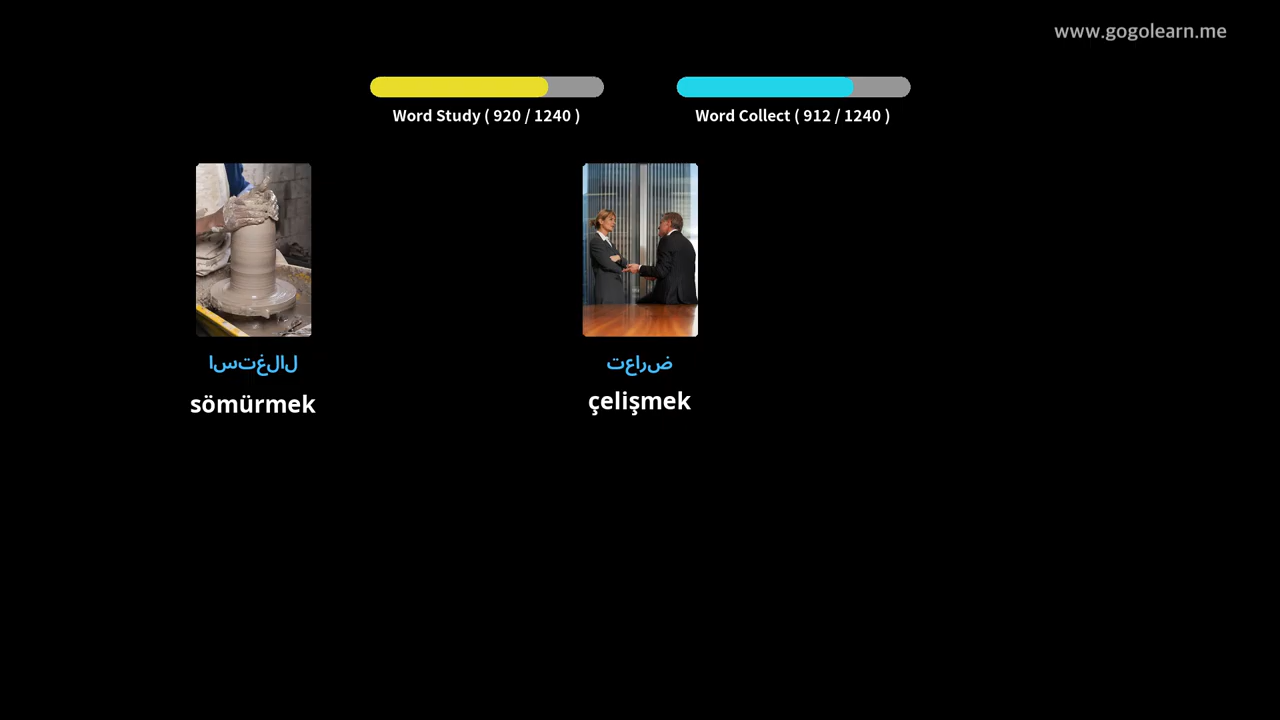 www.gogolearn.me
Word Study ( 920 / 1240 )
Word Collect ( 912 / 1240 )
استغلال
sömürmek
تعارض
çelişmek